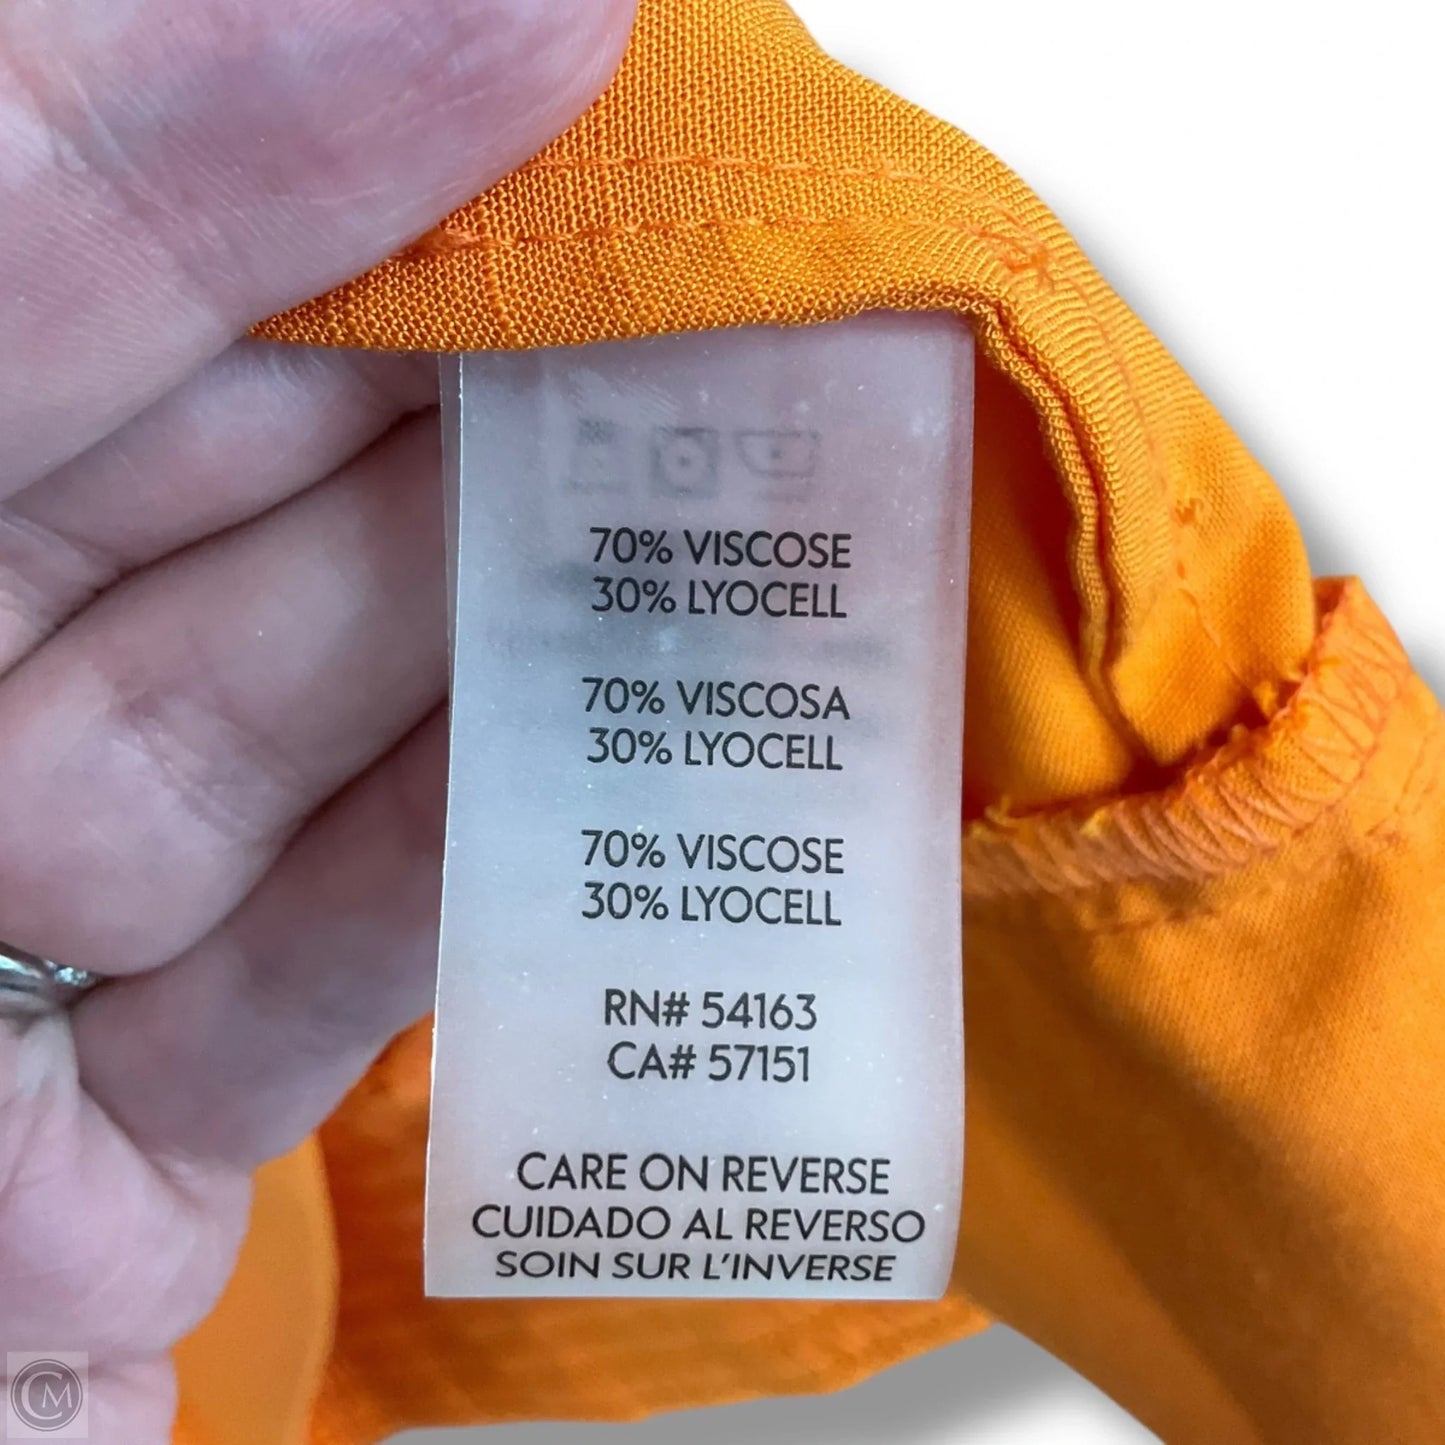 70% VISCOSE
30% LYOCELL
70% VISCOSA
30% LYOCELL
70% VISCOSE
30% LYOCELL
RN# 54163
CA# 57151
CARE ON REVERSE
CUIDADO AL REVERSO
SOIN SUR L'INVERSE
CM